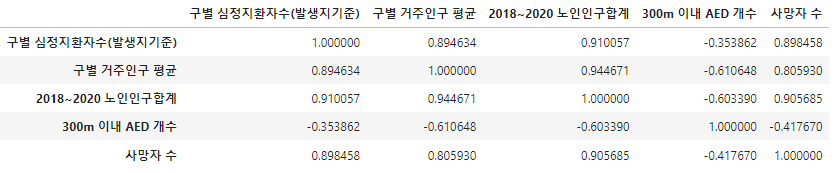 구별 심정지환자수(발생지기준) 구별 거주인구 평균 2018~2020 노인인구합계 300m 이내 AED 개수 사망자 수
구별 심정지환자수(발생지기준) 1.000000 0.894634 0.910057 -0.353862 0.898458
구별 거주인구 평균 0.894634 1.000000 0.944671 -0.610648 0.805930
2018~2020 노인인구합계 0.910057 0.944671 1.000000 -0.603390 0.905685
300m 이내 AED 개수 -0.353862 -0.610648 -0.603390 1.000000 -0.417670
사망자 수 0.898458 0.805930 0.905685 -0.417670 1.000000